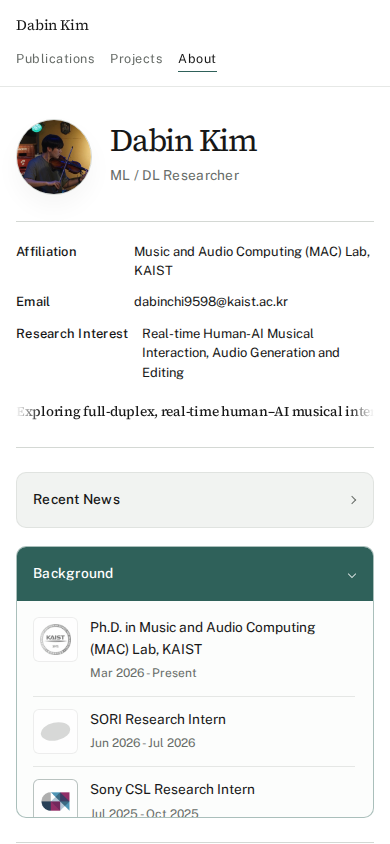 Dabin Kim
Publications Projects About
Dabin Kim
ML / DL Researcher
Affiliation Music and Audio Computing (MAC) Lab,
KAIST
Email dabinchi9598@kaist.ac.kr
Research Interest Real-time Human-AI Musical
Interaction, Audio Generation and
Editing
Exploring full-duplex, real-time human–AI musical inte
Recent News
Background
KAIST
Ph.D. in Music and Audio Computing
(MAC) Lab, KAIST
Mar 2026 - Present
SORI Research Intern
Jun 2026 - Jul 2026
Sony CSL Research Intern
Jul 2025 - Oct 2025